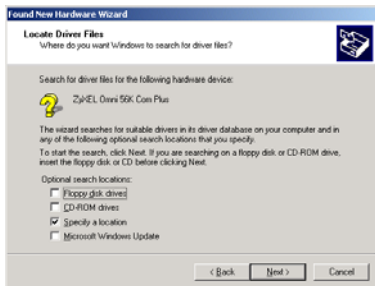 Found New Hardware Wizard
Locate Driver Files
Where do you want Windows to search for driver files?
Search for driver files for the following hardware device:
ZyXEL Omni 56K Com Plus
The wizard searches for suitable drivers in its driver database on your computer and in
any of the following optional search locations that you specify.
To start the search, click Next. If you are searching on a floppy disk or CD-ROM drive,
insert the floppy disk or CD before clicking Next.
Optional search locations:
Floppy disk drives
CD-ROM drives
Specify a location
Microsoft Windows Update
< Back Next > Cancel